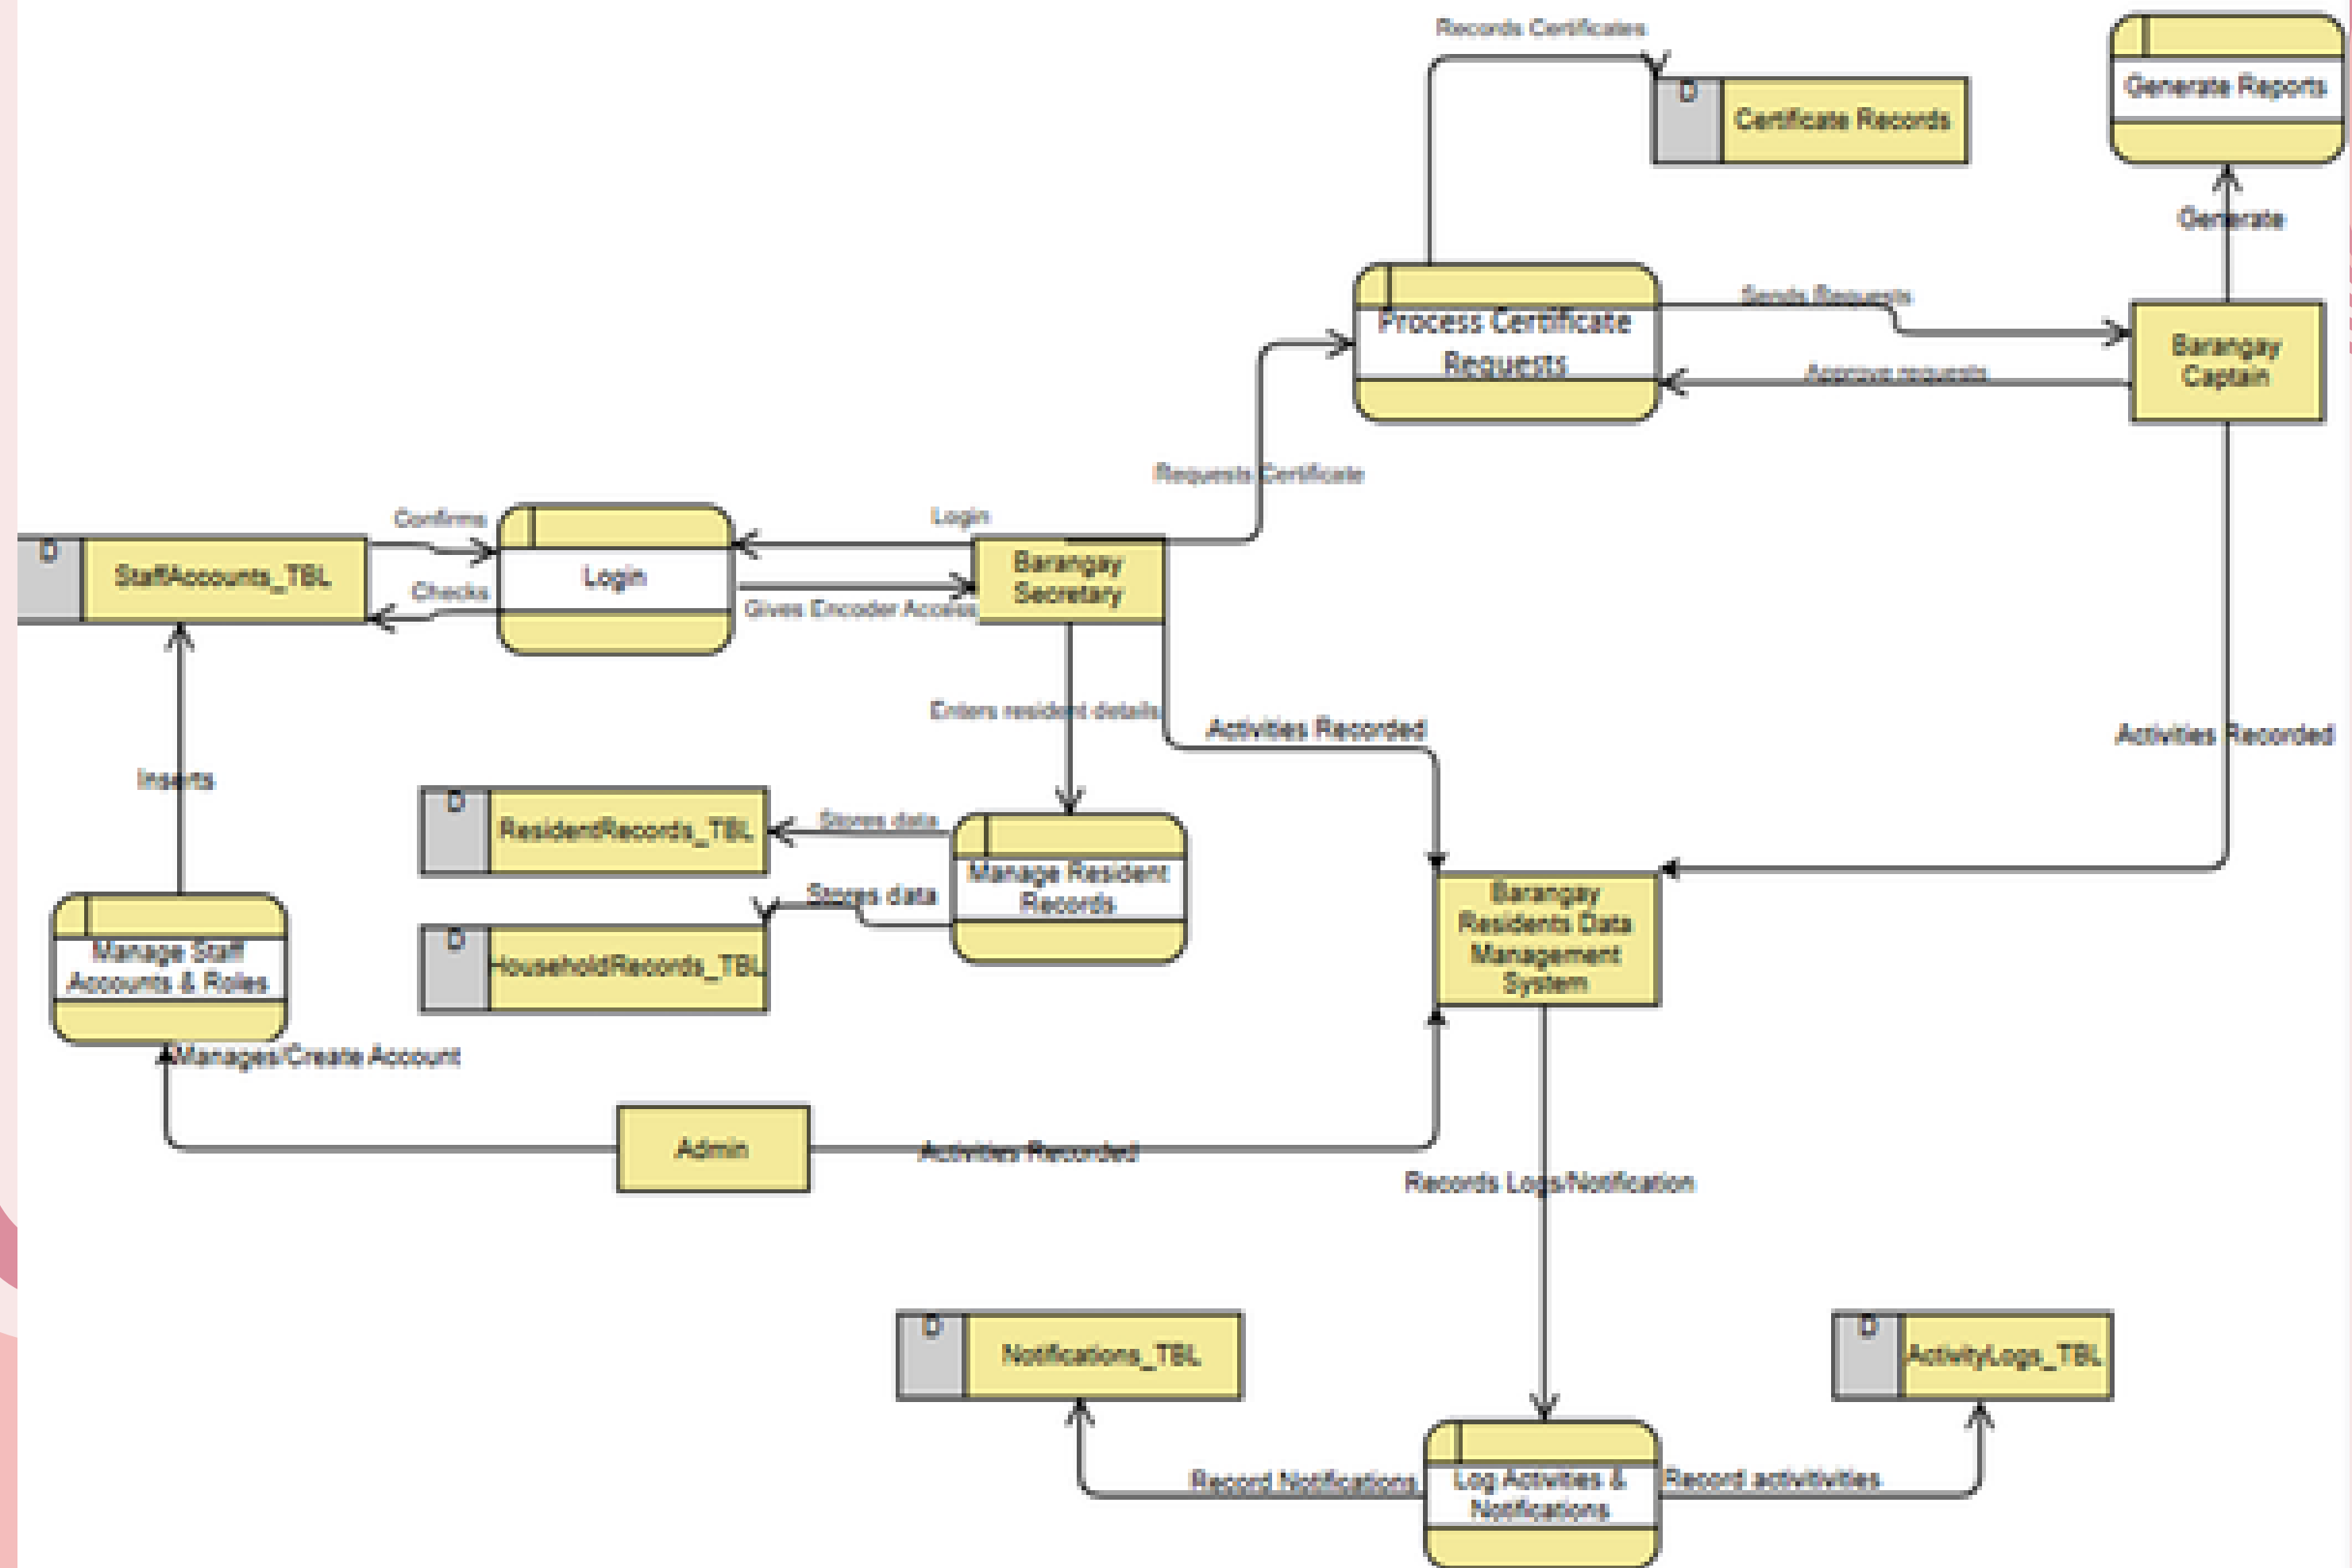 Records Certificates
D
Certificate Records
Generate Reports
Generate
Process Certificate
Requests
Sends Requests
Approve requests
Barangay
Captain
Requests Certificate
D
StaffAccounts_TBL
Confirms
Checks
Login
Login
Gives Encoder Access
Barangay
Secretary
Enters resident details
Activities Recorded
Activities Recorded
Inserts
D
ResidentRecords_TBL
Stores data
Manage Resident
Records
Stores data
D
HouseholdRecords_TBL
Barangay
Residents Data
Management
System
Manage Staff
Accounts & Roles
Manages/Create Account
Admin
Activities Recorded
Records Logs/Notification
D
Notifications_TBL
D
ActivityLogs_TBL
Record Notifications
Log Activities &
Notifications
Record activitivities